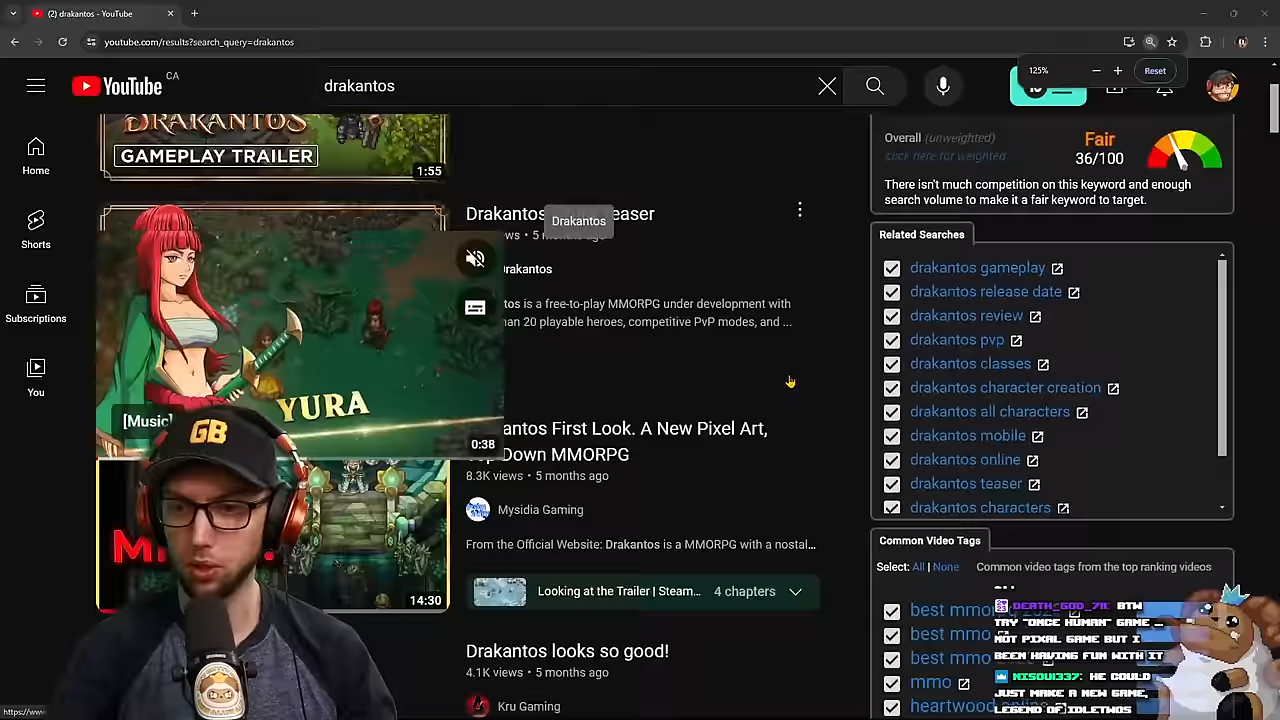 (2) drakantos - YouTube
youtube.com/results?search_query=drakantos
125%
Reset
YouTube
CA
drakantos
Home
Shorts
Subscriptions
You
DRAKANTOS
GAMEPLAY TRAILER
1:55
Drakantos
easer
Drakantos
5 m
ago
rakantos
tos is a free-to-play MMORPG under development with
han 20 playable heroes, competitive PvP modes, and ...
YURA
[Music]
0:38
antos First Look. A New Pixel Art,
Down MMORPG
8.3K views • 5 months ago
Mysidia Gaming
From the Official Website: Drakantos is a MMORPG with a nostal...
Looking at the Trailer | Steam...
4 chapters
14:30
Drakantos looks so good!
4.1K views • 5 months ago
Kru Gaming
GB
Overall (unweighted)
click here for weighted
Fair
36/100
There isn't much competition on this keyword and enough
search volume to make it a fair keyword to target.
Related Searches
drakantos gameplay
drakantos release date
drakantos review
drakantos pvp
drakantos classes
drakantos character creation
drakantos all characters
drakantos mobile
drakantos online
drakantos teaser
drakantos characters
Common Video Tags
Select: All | None
Common video tags from the top ranking videos
best mmo
best mmo
best mmo
mmo
heartwood
DEATH_GOD_71C BTW
TRY "ONCE HUMAN" GAME ..
NOT PIXAL GAME BUT I
BEEN HAVING FUN WITH IT
NISOUI337: HE COULD
JUST MAKE A NEW GAME,
LEGEND OF IDLETWOS
https://www